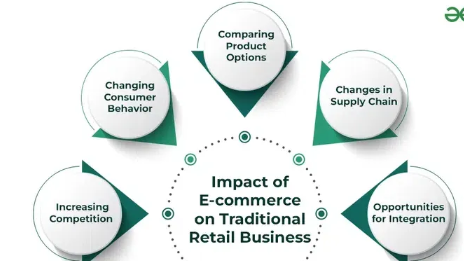 Comparing
Product
Options
Changing
Consumer
Behavior
Changes in
Supply Chain
Increasing
Competition
Impact of
E-commerce
on Traditional
Retail Business
Opportunities
for Integration